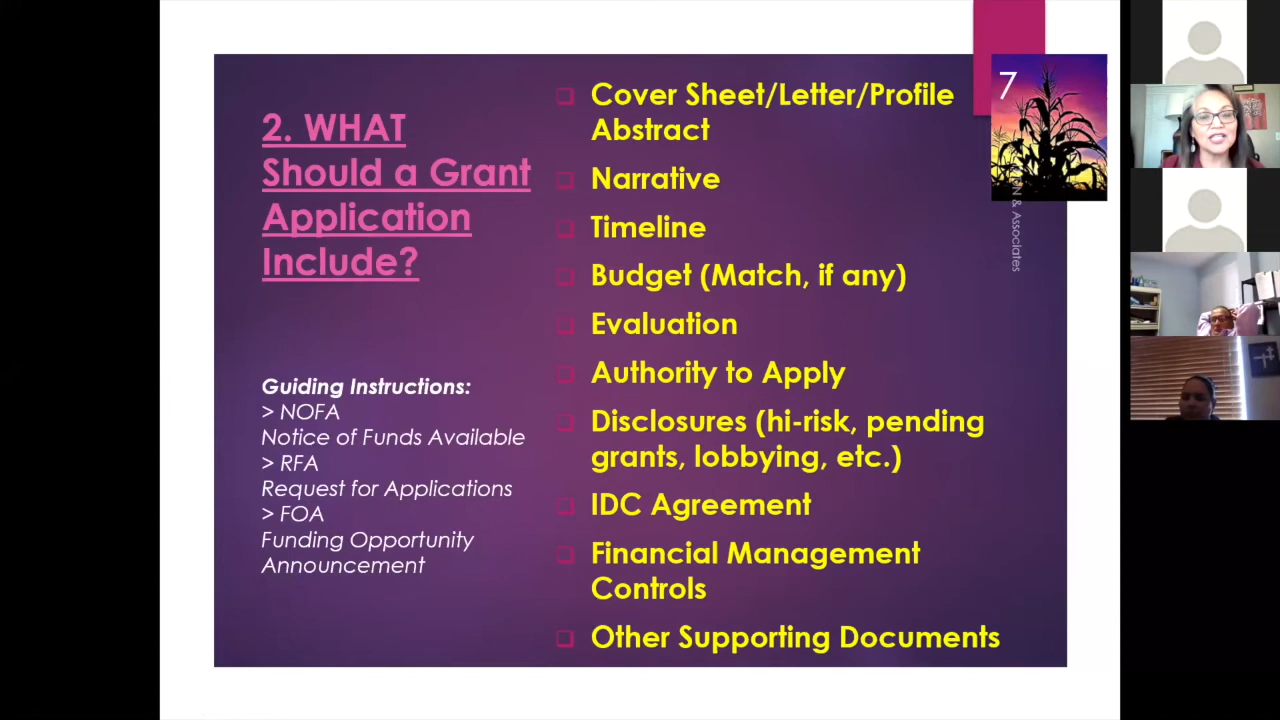 2. WHAT
Should a Grant
Application
Include?
Guiding Instructions:
> NOFA
Notice of Funds Available
> RFA
Request for Applications
> FOA
Funding Opportunity
Announcement
Cover Sheet/Letter/Profile
Abstract
Narrative
Timeline
Budget (Match, if any)
Evaluation
Authority to Apply
Disclosures (hi-risk, pending
grants, lobbying, etc.)
IDC Agreement
Financial Management
Controls
Other Supporting Documents
7
& Associates